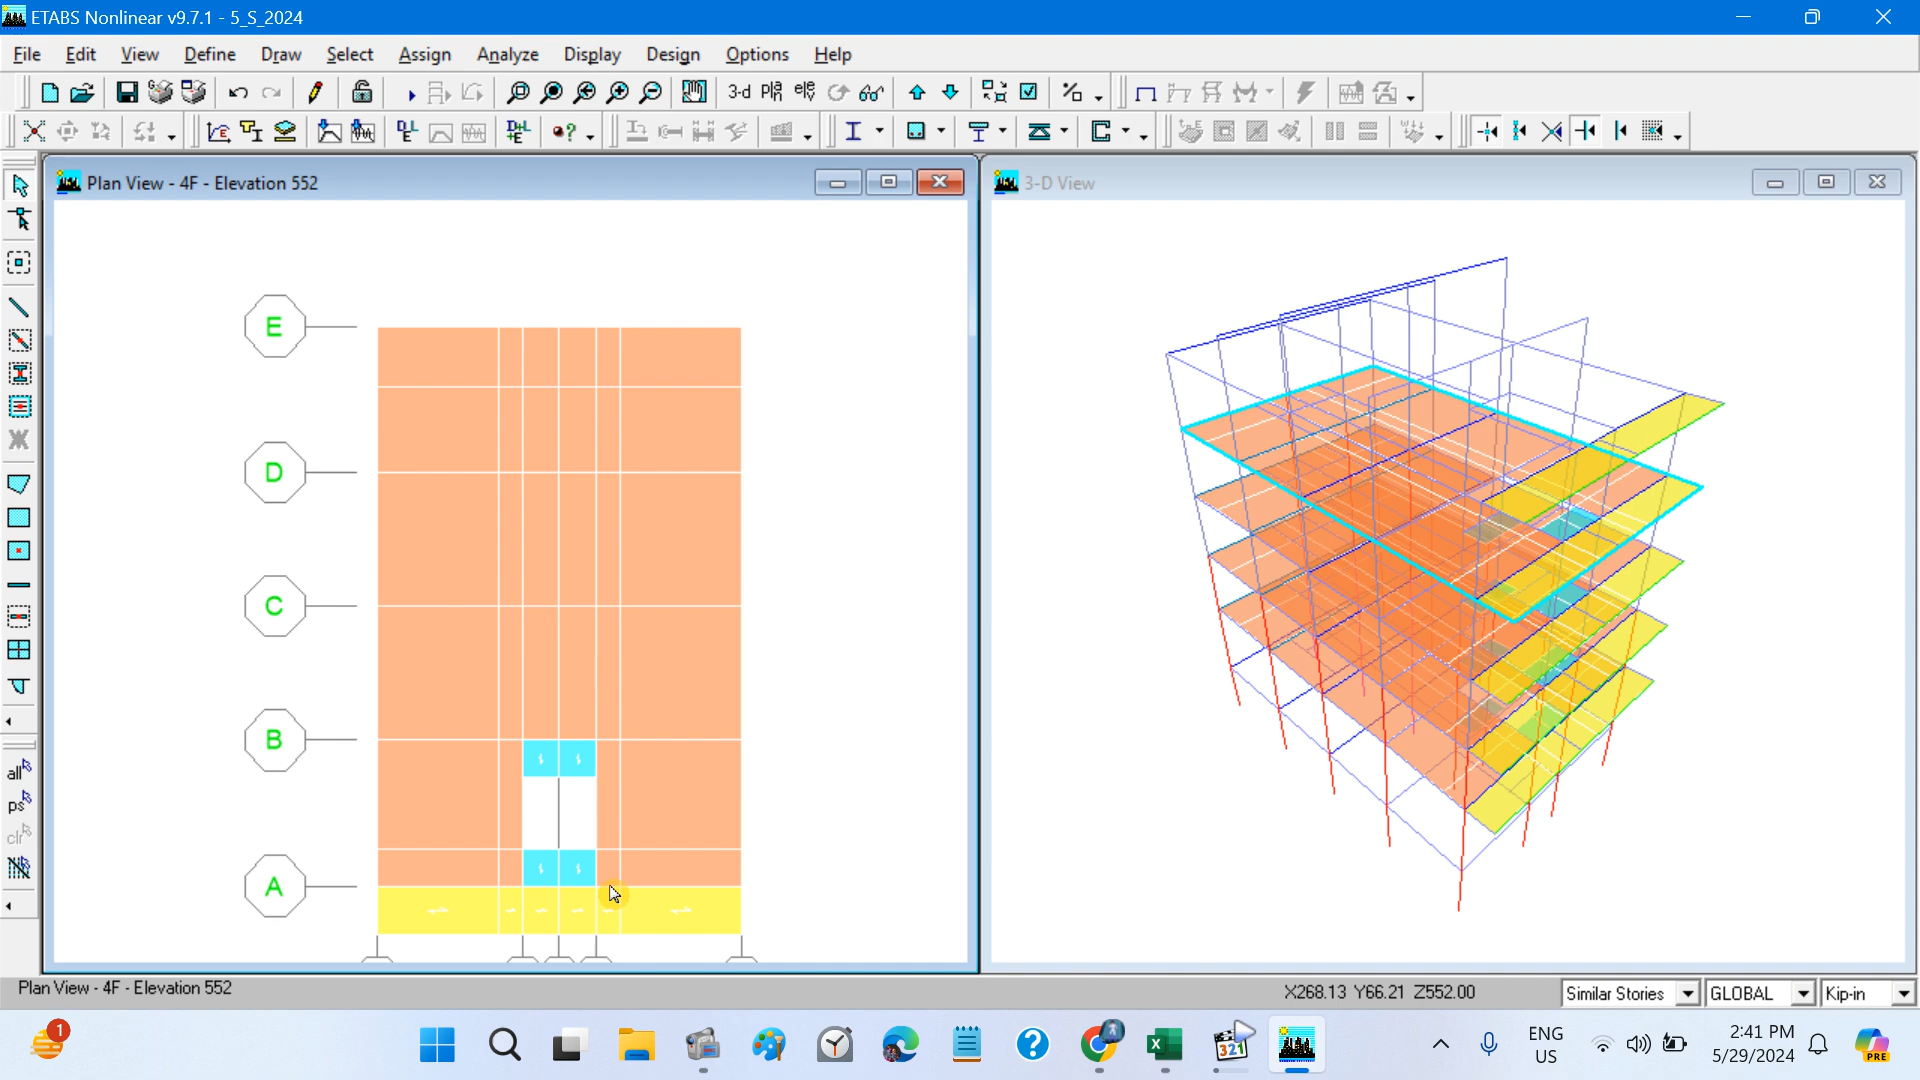 ETABS Nonlinear v9.7.1 - 5_S_2024
File Edit View Define Draw Select Assign Analyze Display Design Options Help
3-d
Plan View - 4F - Elevation 552
3-D View
E
D
C
B
A
all
ps
clr
Plan View - 4F - Elevation 552
X268.13 Y66.21 Z552.00
Similar Stories
GLOBAL
Kip-in
1
321
ENG
US
2:41 PM
5/29/2024
PRE